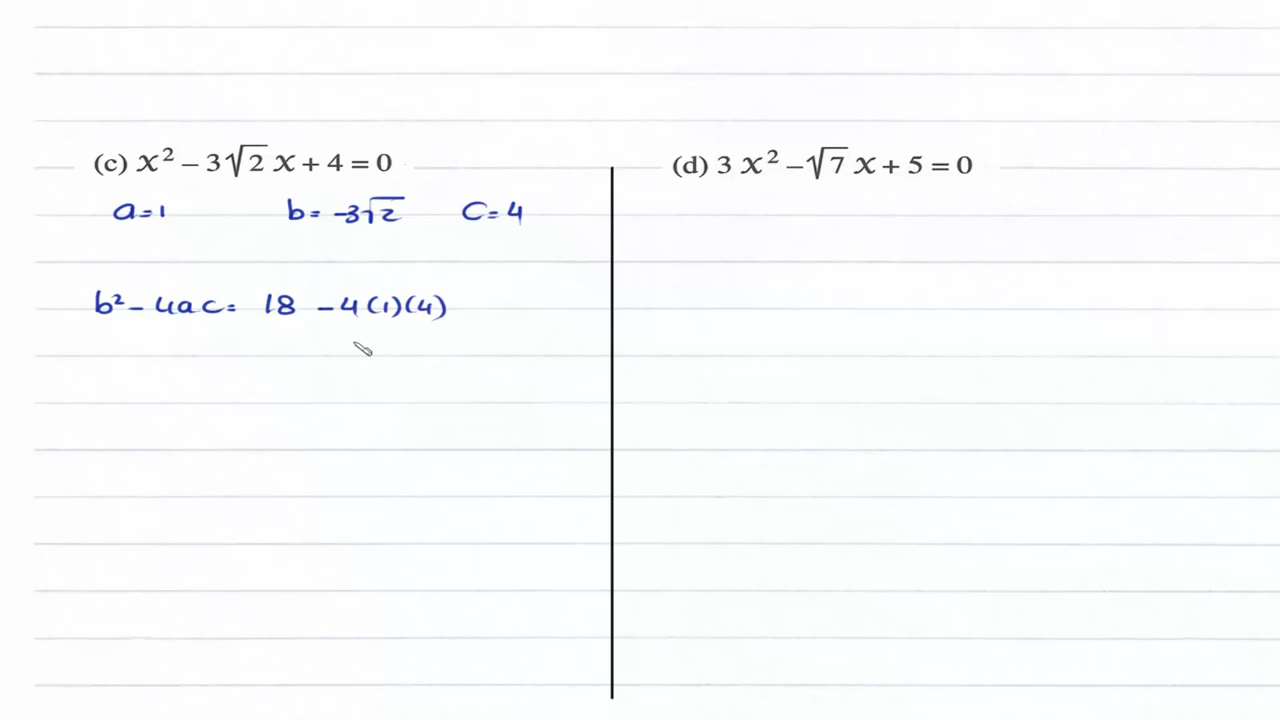 (c) x² – 3√2 x + 4 = 0
a=1 b= -3√2 C= 4
b² - 4ac= 18 - 4(1)(4)
(d) 3 x² – √7 x + 5 = 0